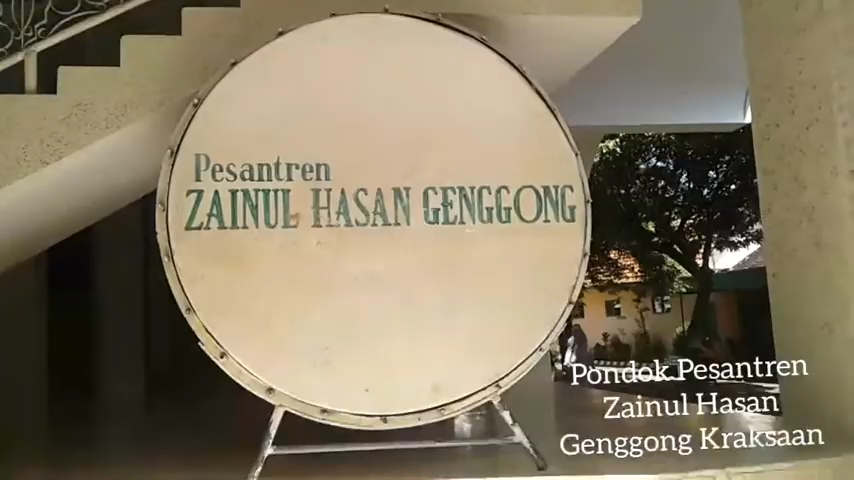 Pesantren
ZAINUL HASAN GENGGONG
Pondok Pesantren
Zainul Hasan
Genggong Kraksaan